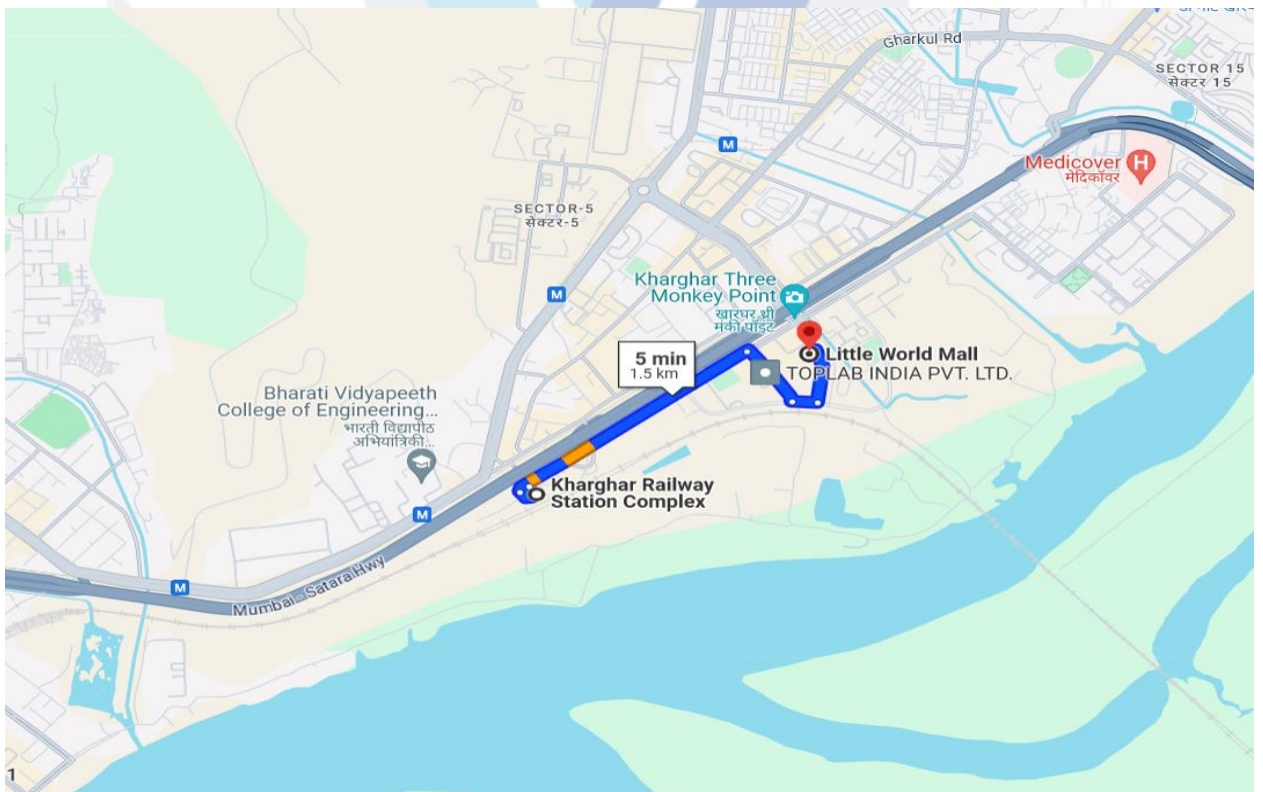 Gharkul Rd
SECTOR 15
सेक्टर 15
M
Medicover H
मेदिकॉवर
SECTOR-5
सेक्टर-5
Kharghar Three
Monkey Point
खारघर थ्री
मंकी पॉइंट
M
5 min
1.5 km
Little World Mall
TOPLAB INDIA PVT. LTD.
Bharati Vidyapeeth
College of Engineering...
भारती विद्यापीठ
अभियांत्रिकी...
Kharghar Railway
Station Complex
M
M
Mumbai - Satara Hwy
1